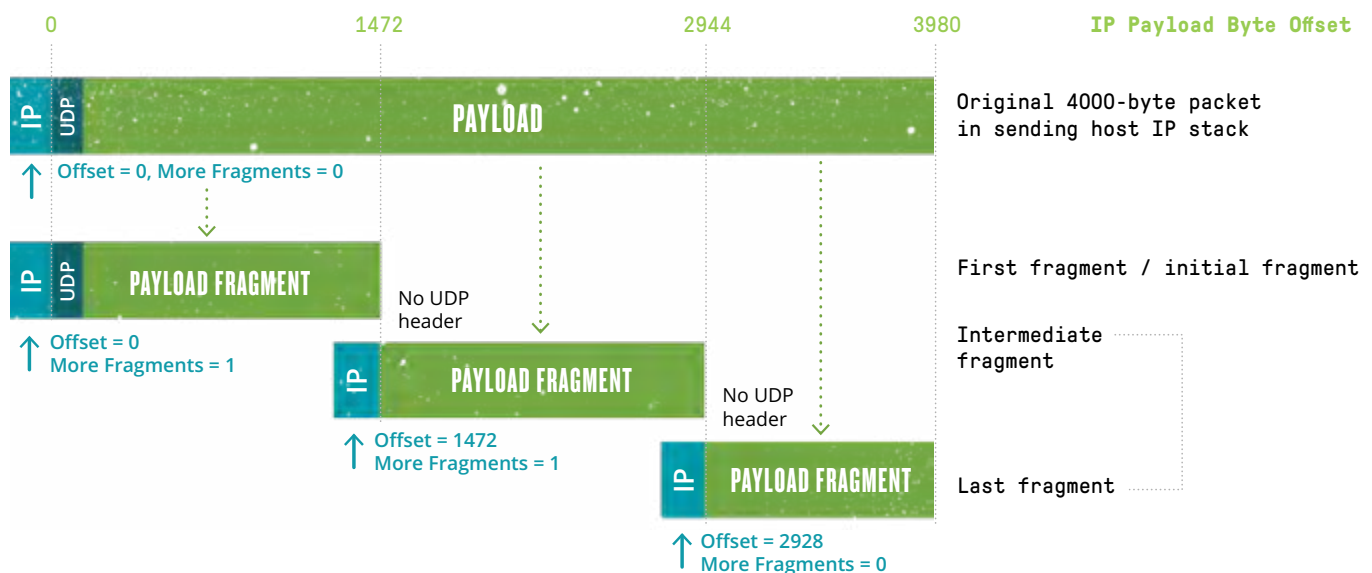 0 1472 2944 3980 IP Payload Byte Offset
IP UDP PAYLOAD
Original 4000-byte packet
in sending host IP stack
Offset = 0, More Fragments = 0
IP UDP PAYLOAD FRAGMENT
First fragment / initial fragment
No UDP
header
Offset = 0
More Fragments = 1
IP PAYLOAD FRAGMENT
Intermediate
fragment
No UDP
header
Offset = 1472
More Fragments = 1
IP PAYLOAD FRAGMENT
Last fragment
Offset = 2928
More Fragments = 0